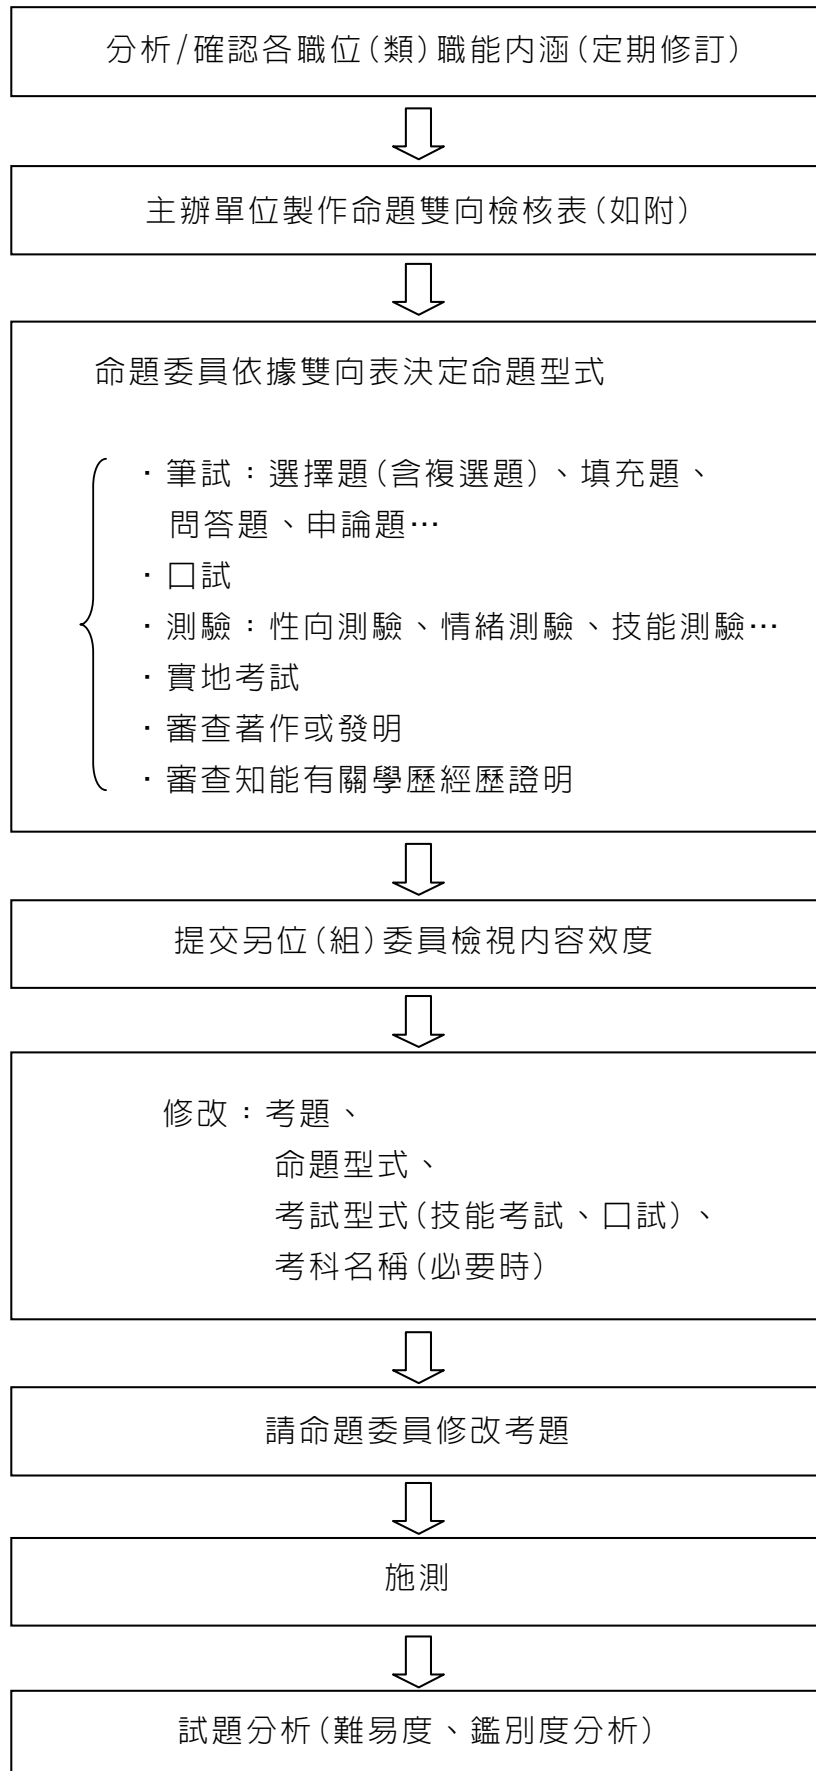 分析/確認各職位(類)職能內涵(定期修訂)
主辦單位製作命題雙向檢核表(如附)
命題委員依據雙向表決定命題型式
．筆試：選擇題(含複選題)、填充題、
問答題、申論題…
．口試
．測驗：性向測驗、情緒測驗、技能測驗…
．實地考試
．審查著作或發明
．審查知能有關學歷經歷證明
提交另位(組)委員檢視內容效度
修改：考題、
命題型式、
考試型式(技能考試、口試)、
考科名稱(必要時)
請命題委員修改考題
施測
試題分析(難易度、鑑別度分析)